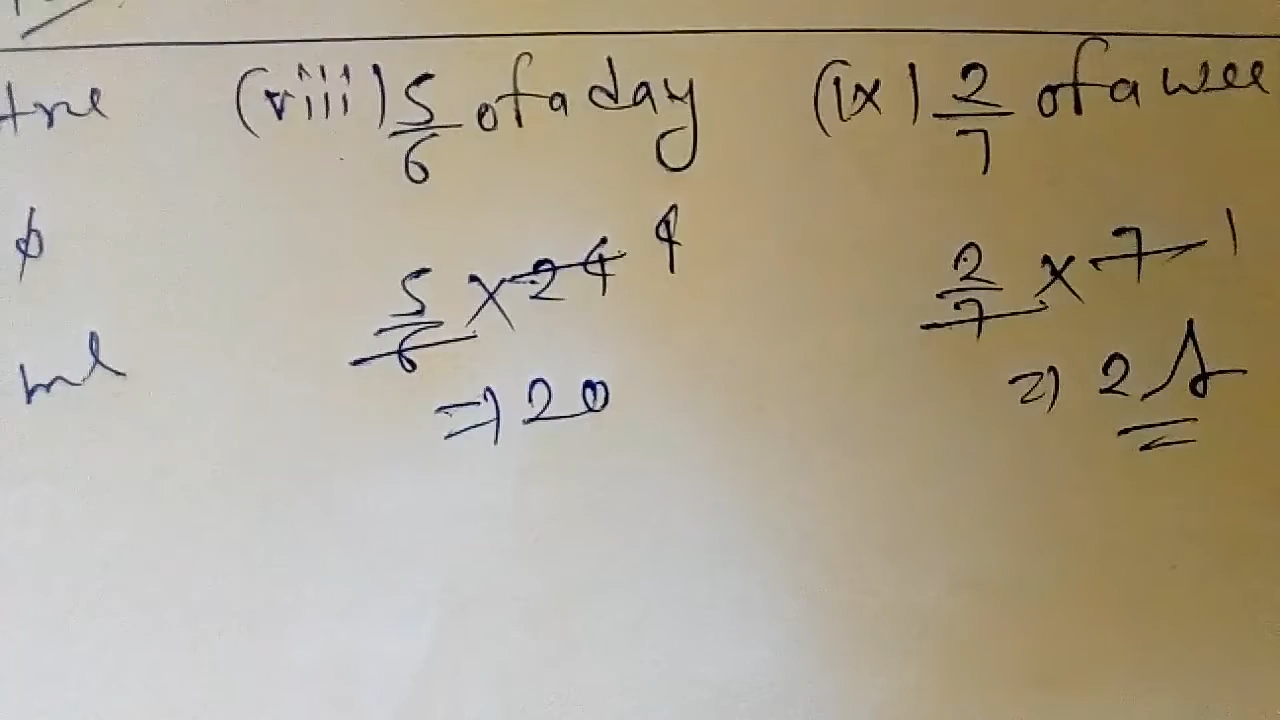 (viii) 5/6 of a day (ix) 2/7 of a wee
5/6 × 24 4
2/7 × 7 1
ml
⇒ 20
⇒ 2